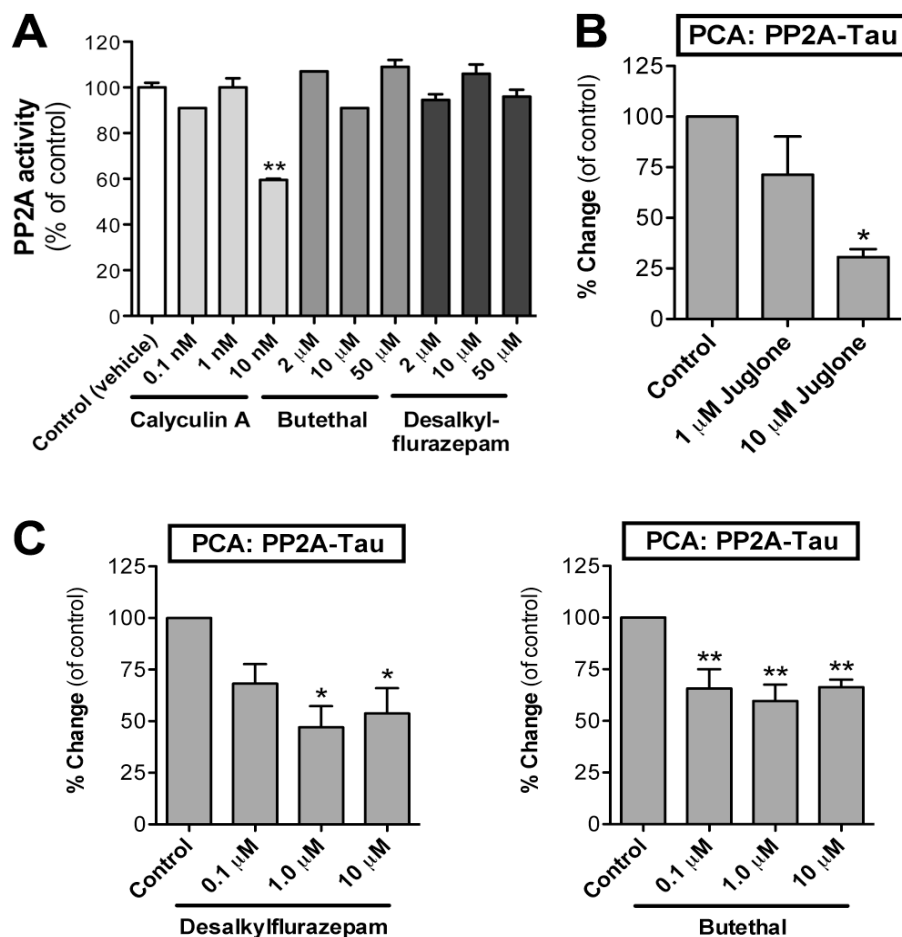 A
PP2A activity
(% of control)
120
100
80
60
40
20
0
**
Control (vehicle)
0.1 nM
1 nM
10 nM
2 μM
10 μM
50 μM
2 μM
10 μM
50 μM
Calyculin A
Butethal
Desalkyl-
flurazepam
B
PCA: PP2A-Tau
% Change (of control)
125
100
75
50
25
0
*
Control
1 μM Juglone
10 μM Juglone
C
PCA: PP2A-Tau
% Change (of control)
125
100
75
50
25
0
*
*
Control
0.1 μM
1.0 μM
10 μM
Desalkylflurazepam
PCA: PP2A-Tau
% Change (of control)
125
100
75
50
25
0
**
**
**
Control
0.1 μM
1.0 μM
10 μM
Butethal